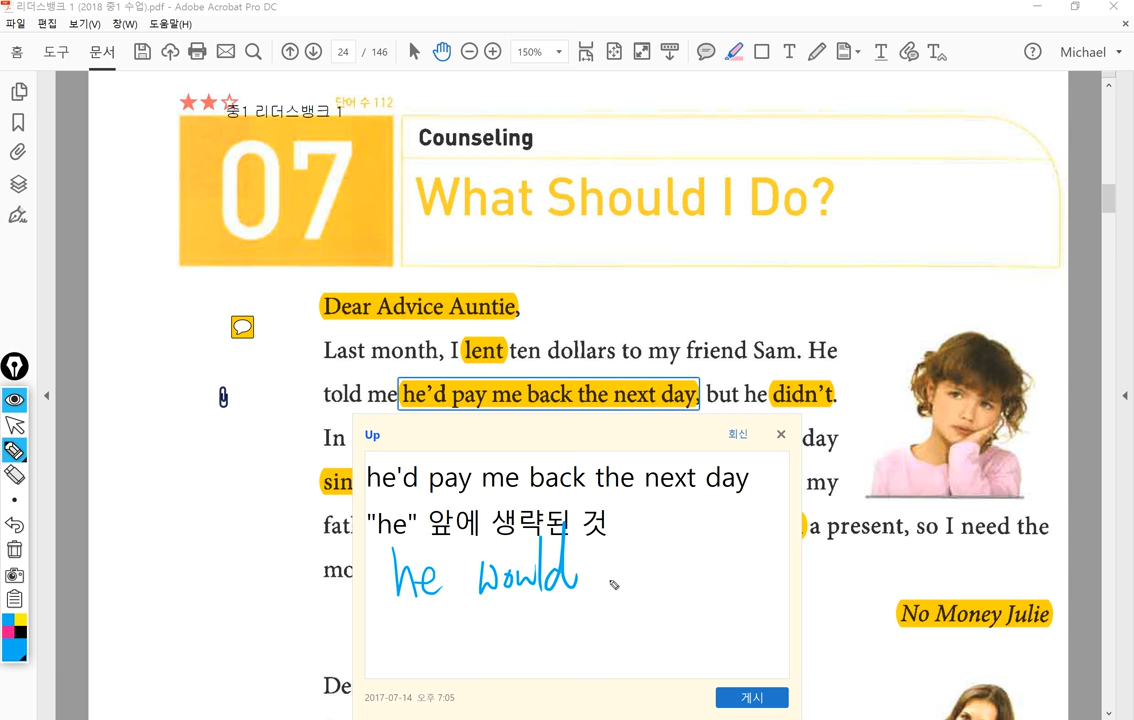 리더스뱅크 1 (2018 중1 수업).pdf - Adobe Acrobat Pro DC
파일 편집 보기(V) 창(W) 도움말(H)
홈 도구 문서 24 / 146 150% Michael
단어 수 112
중1 리더스뱅크 1
07
Counseling
What Should I Do?
Dear Advice Auntie,
Last month, I lent ten dollars to my friend Sam. He
told me he'd pay me back the next day, but he didn't.
In day
sin my
fat a present, so I need the
mo
Up 회신
he'd pay me back the next day
"he" 앞에 생략된 것
he would
2017-07-14 오후 7:05 게시
No Money Julie
De